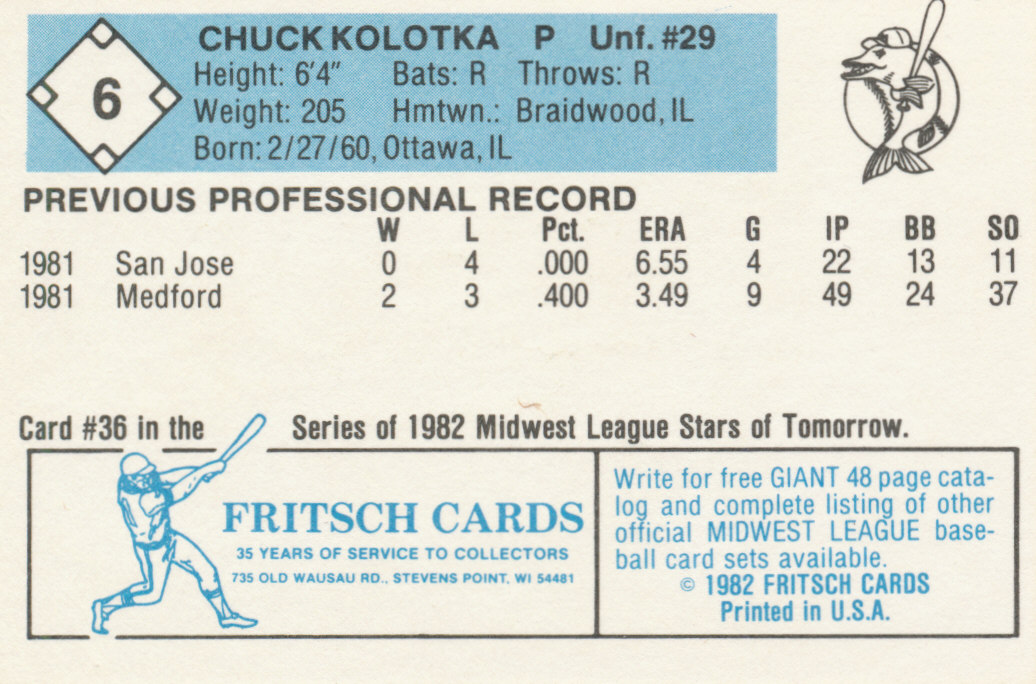 6
CHUCK KOLOTKA P Unf. #29
Height: 6'4" Bats: R Throws: R
Weight: 205 Hmtwn.: Braidwood, IL
Born: 2/27/60, Ottawa, IL
PREVIOUS PROFESSIONAL RECORD
W L Pct. ERA G IP BB SO
1981 San Jose 0 4 .000 6.55 4 22 13 11
1981 Medford 2 3 .400 3.49 9 49 24 37
Card #36 in the Series of 1982 Midwest League Stars of Tomorrow.
FRITSCH CARDS
35 YEARS OF SERVICE TO COLLECTORS
735 OLD WAUSAU RD., STEVENS POINT, WI 54481
Write for free GIANT 48 page cata-
log and complete listing of other
official MIDWEST LEAGUE base-
ball card sets available.
© 1982 FRITSCH CARDS
Printed in U.S.A.